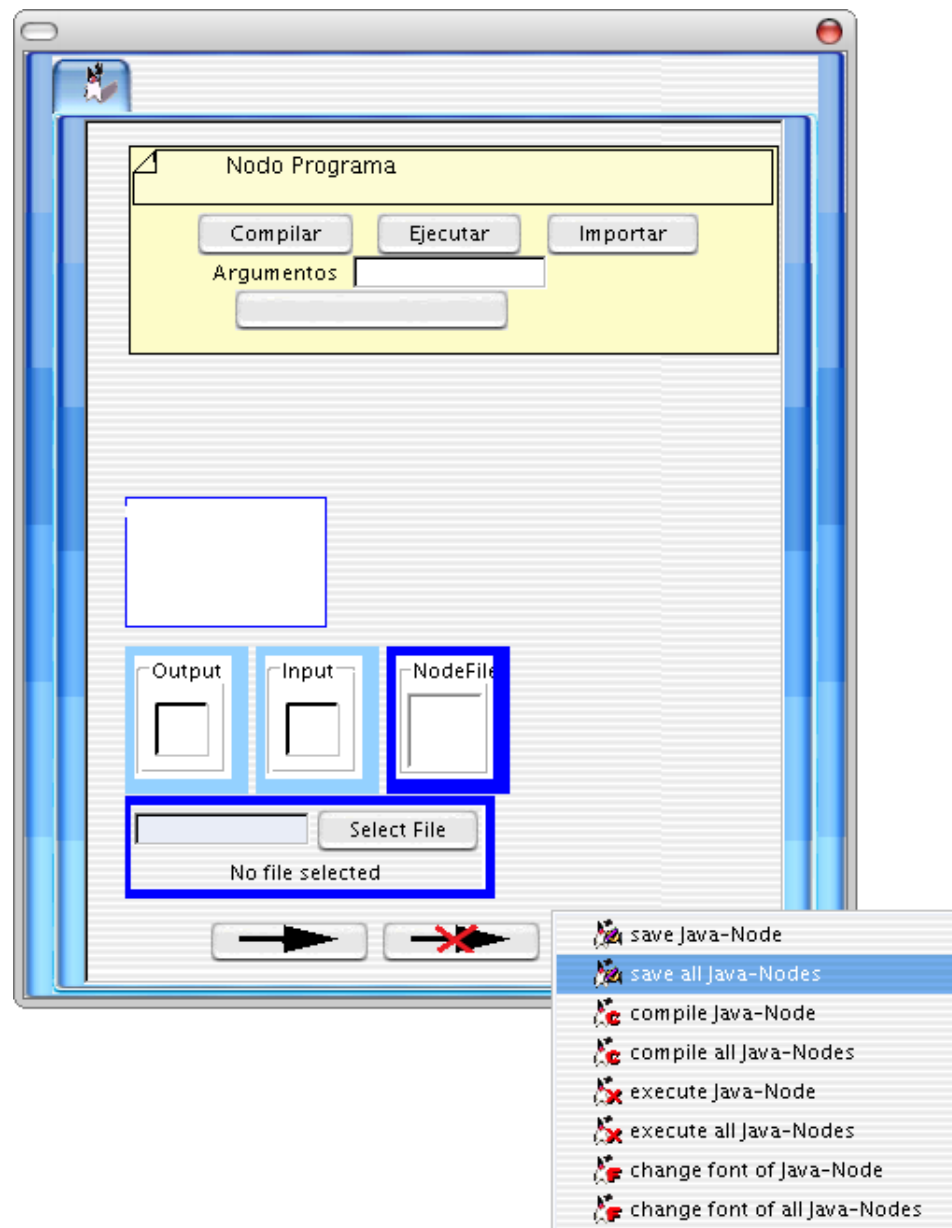 Nodo Programa
Compilar Ejecutar Importar
Argumentos
Output Input NodeFile
Select File
No file selected
save Java-Node
save all Java-Nodes
compile Java-Node
compile all Java-Nodes
execute Java-Node
execute all Java-Nodes
change font of Java-Node
change font of all Java-Nodes